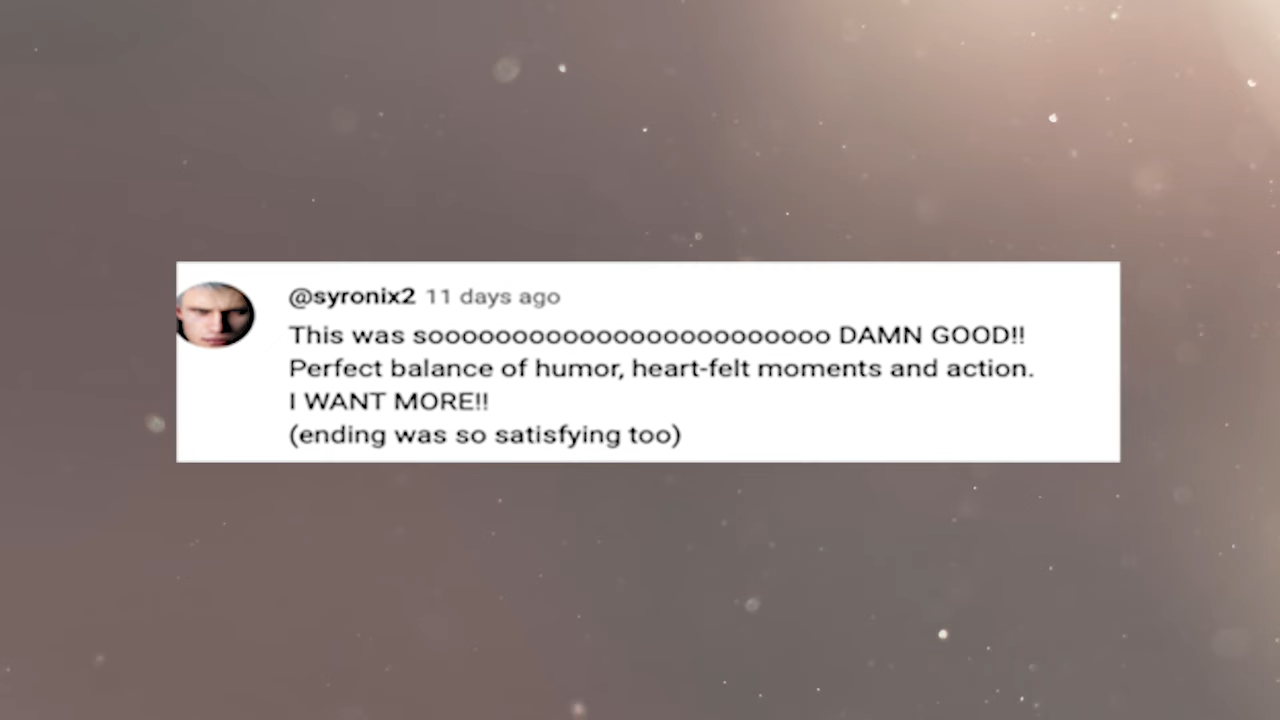 @syronix2 11 days ago
This was soooooooooooooooooooooooo DAMN GOOD!!
Perfect balance of humor, heart-felt moments and action.
I WANT MORE!!
(ending was so satisfying too)